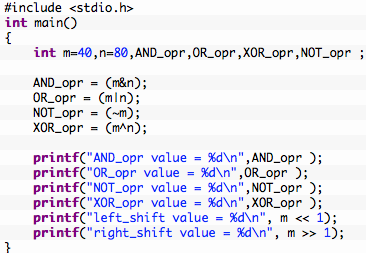 #include <stdio.h>
int main()
{
    int m=40,n=80,AND_opr,OR_opr,XOR_opr,NOT_opr ;
    AND_opr = (m&n);
    OR_opr = (m|n);
    NOT_opr = (~m);
    XOR_opr = (m^n);
    printf("AND_opr value = %d\n",AND_opr );
    printf("OR_opr value = %d\n",OR_opr );
    printf("NOT_opr value = %d\n",NOT_opr );
    printf("XOR_opr value = %d\n",XOR_opr );
    printf("left_shift value = %d\n", m << 1);
    printf("right_shift value = %d\n", m >> 1);
}